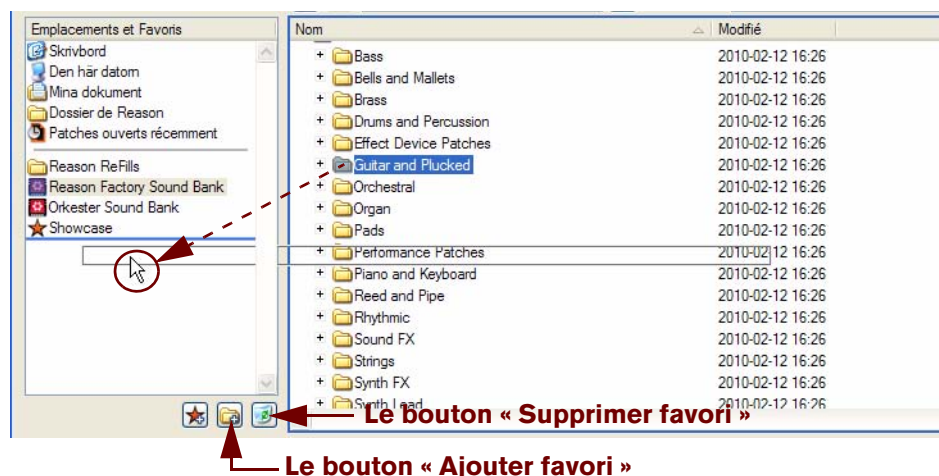 Emplacements et Favoris
Skrivbord
Den här datorn
Mina dokument
Dossier de Reason
Patches ouverts récemment
Reason ReFills
Reason Factory Sound Bank
Orkester Sound Bank
Showcase
Nom Modifié
+ Bass 2010-02-12 16:26
+ Bells and Mallets 2010-02-12 16:26
+ Brass 2010-02-12 16:26
+ Drums and Percussion 2010-02-12 16:26
+ Effect Device Patches 2010-02-12 16:26
+ Guitar and Plucked 2010-02-12 16:26
+ Orchestral 2010-02-12 16:26
+ Organ 2010-02-12 16:26
+ Pads 2010-02-12 16:26
+ Performance Patches 2010-02-12 16:26
+ Piano and Keyboard 2010-02-12 16:26
+ Reed and Pipe 2010-02-12 16:26
+ Rhythmic 2010-02-12 16:26
+ Sound FX 2010-02-12 16:26
+ Strings 2010-02-12 16:26
+ Synth FX 2010-02-12 16:26
+ Synth Lead 2010-02-12 16:26
Le bouton « Supprimer favori »
Le bouton « Ajouter favori »